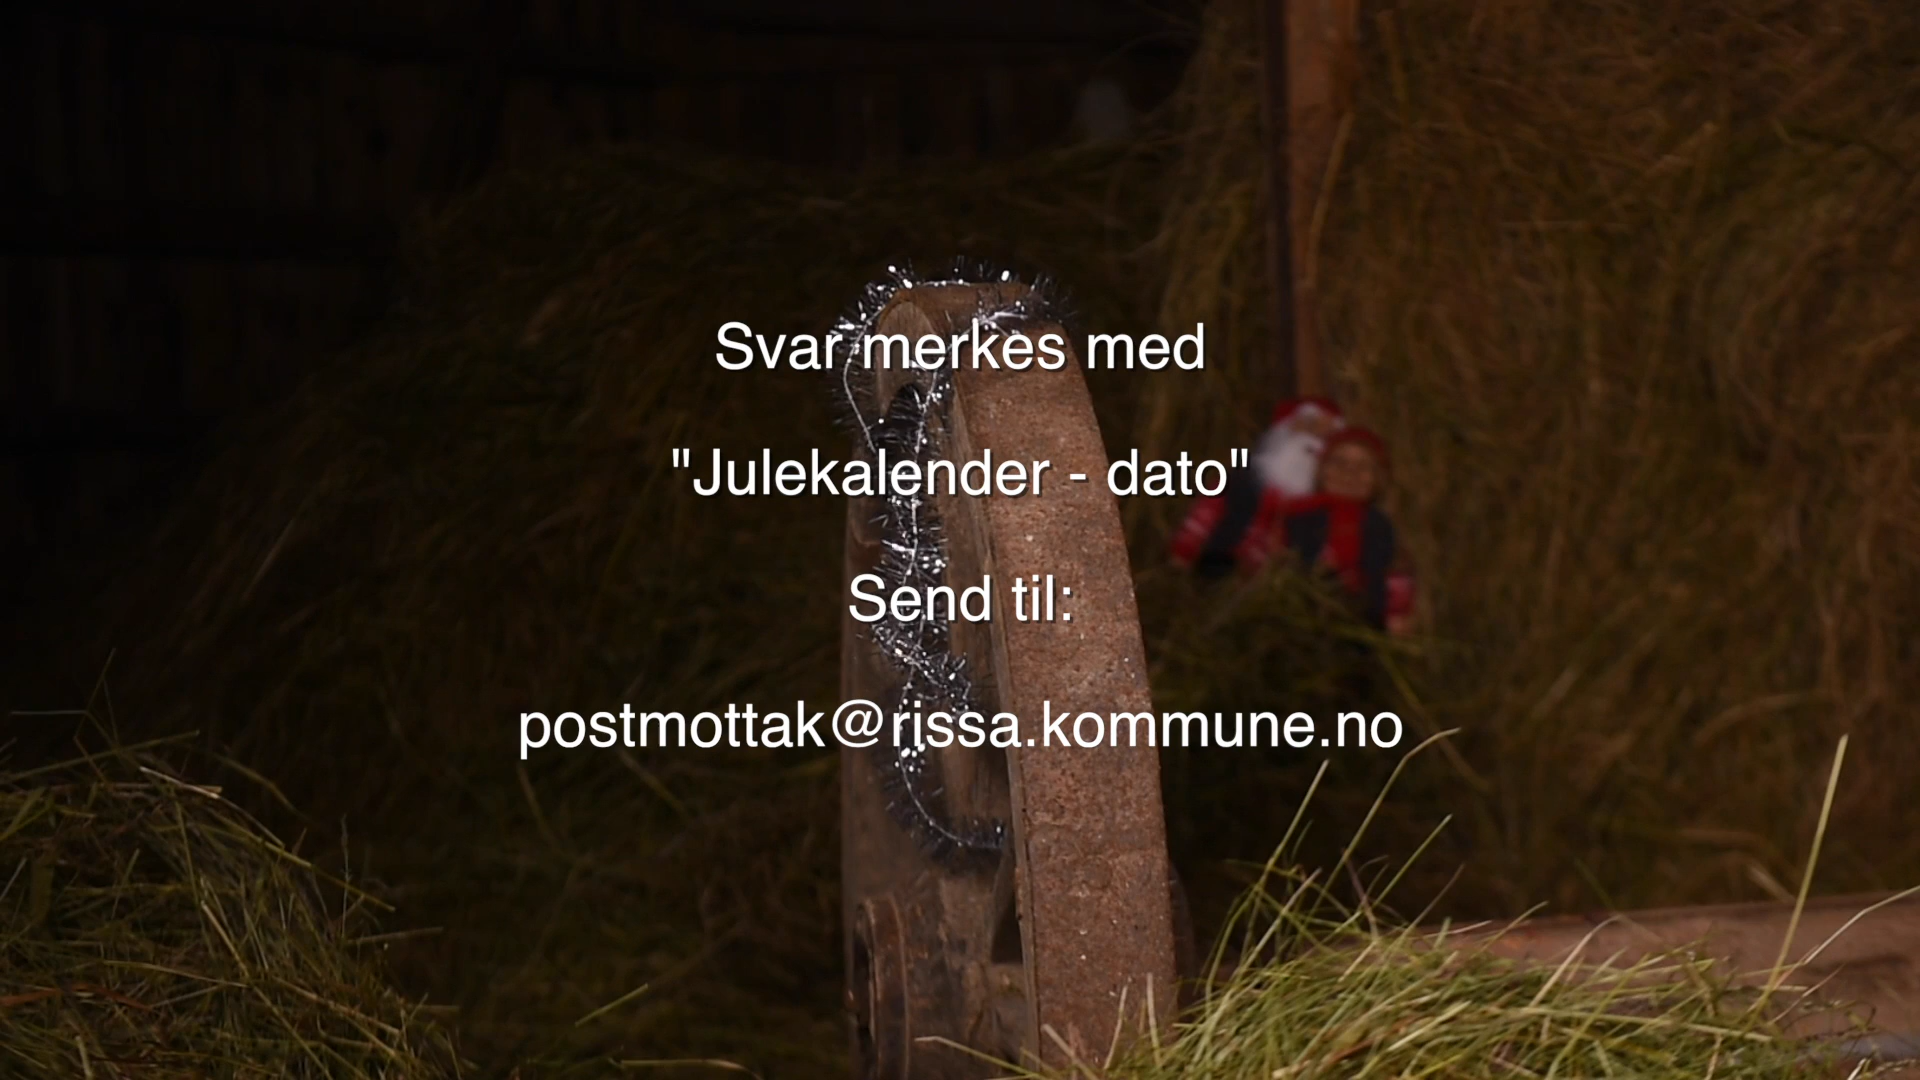 Svar merkes med
"Julekalender - dato"
Send til:
postmottak@rissa.kommune.no